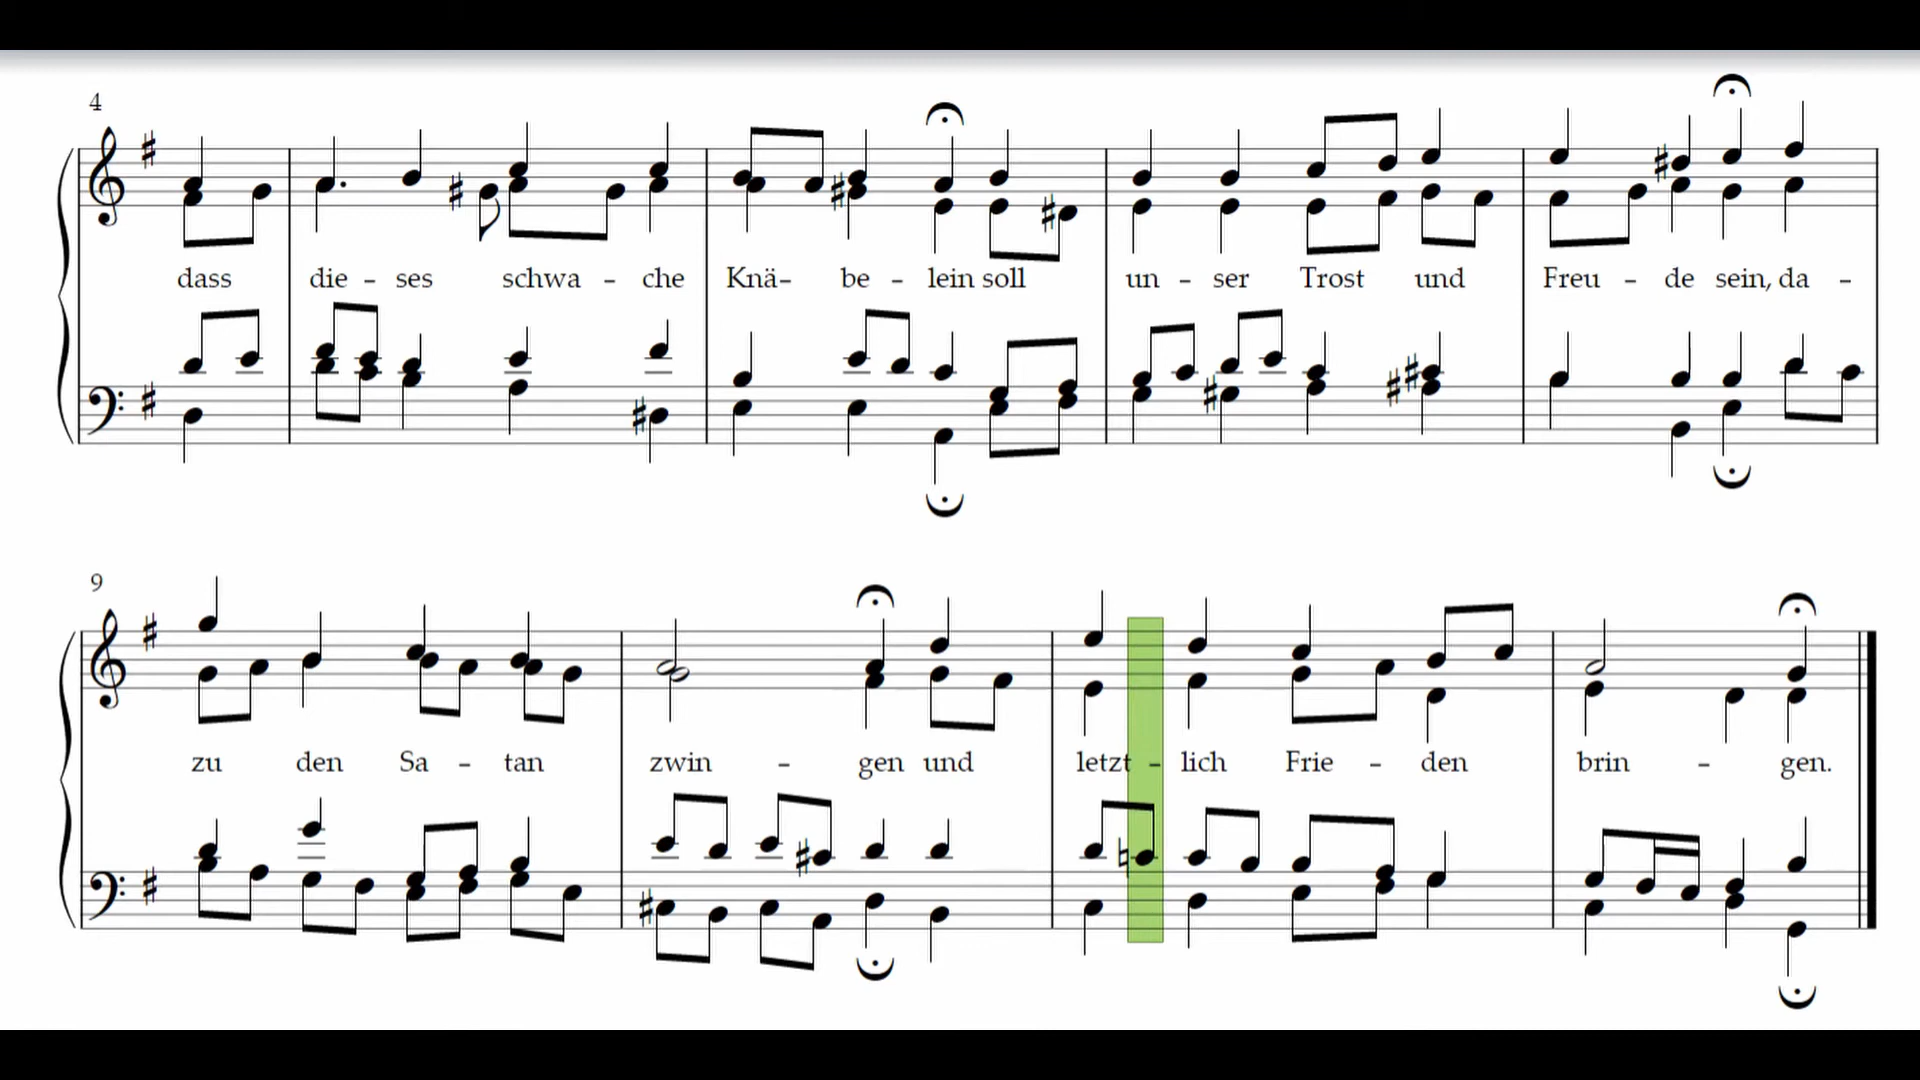 4
dass die - ses schwa - che Knä- be - lein soll un - ser Trost und Freu - de sein, da -
9
zu den Sa - tan zwin - gen und letzt - lich Frie - den brin - gen.